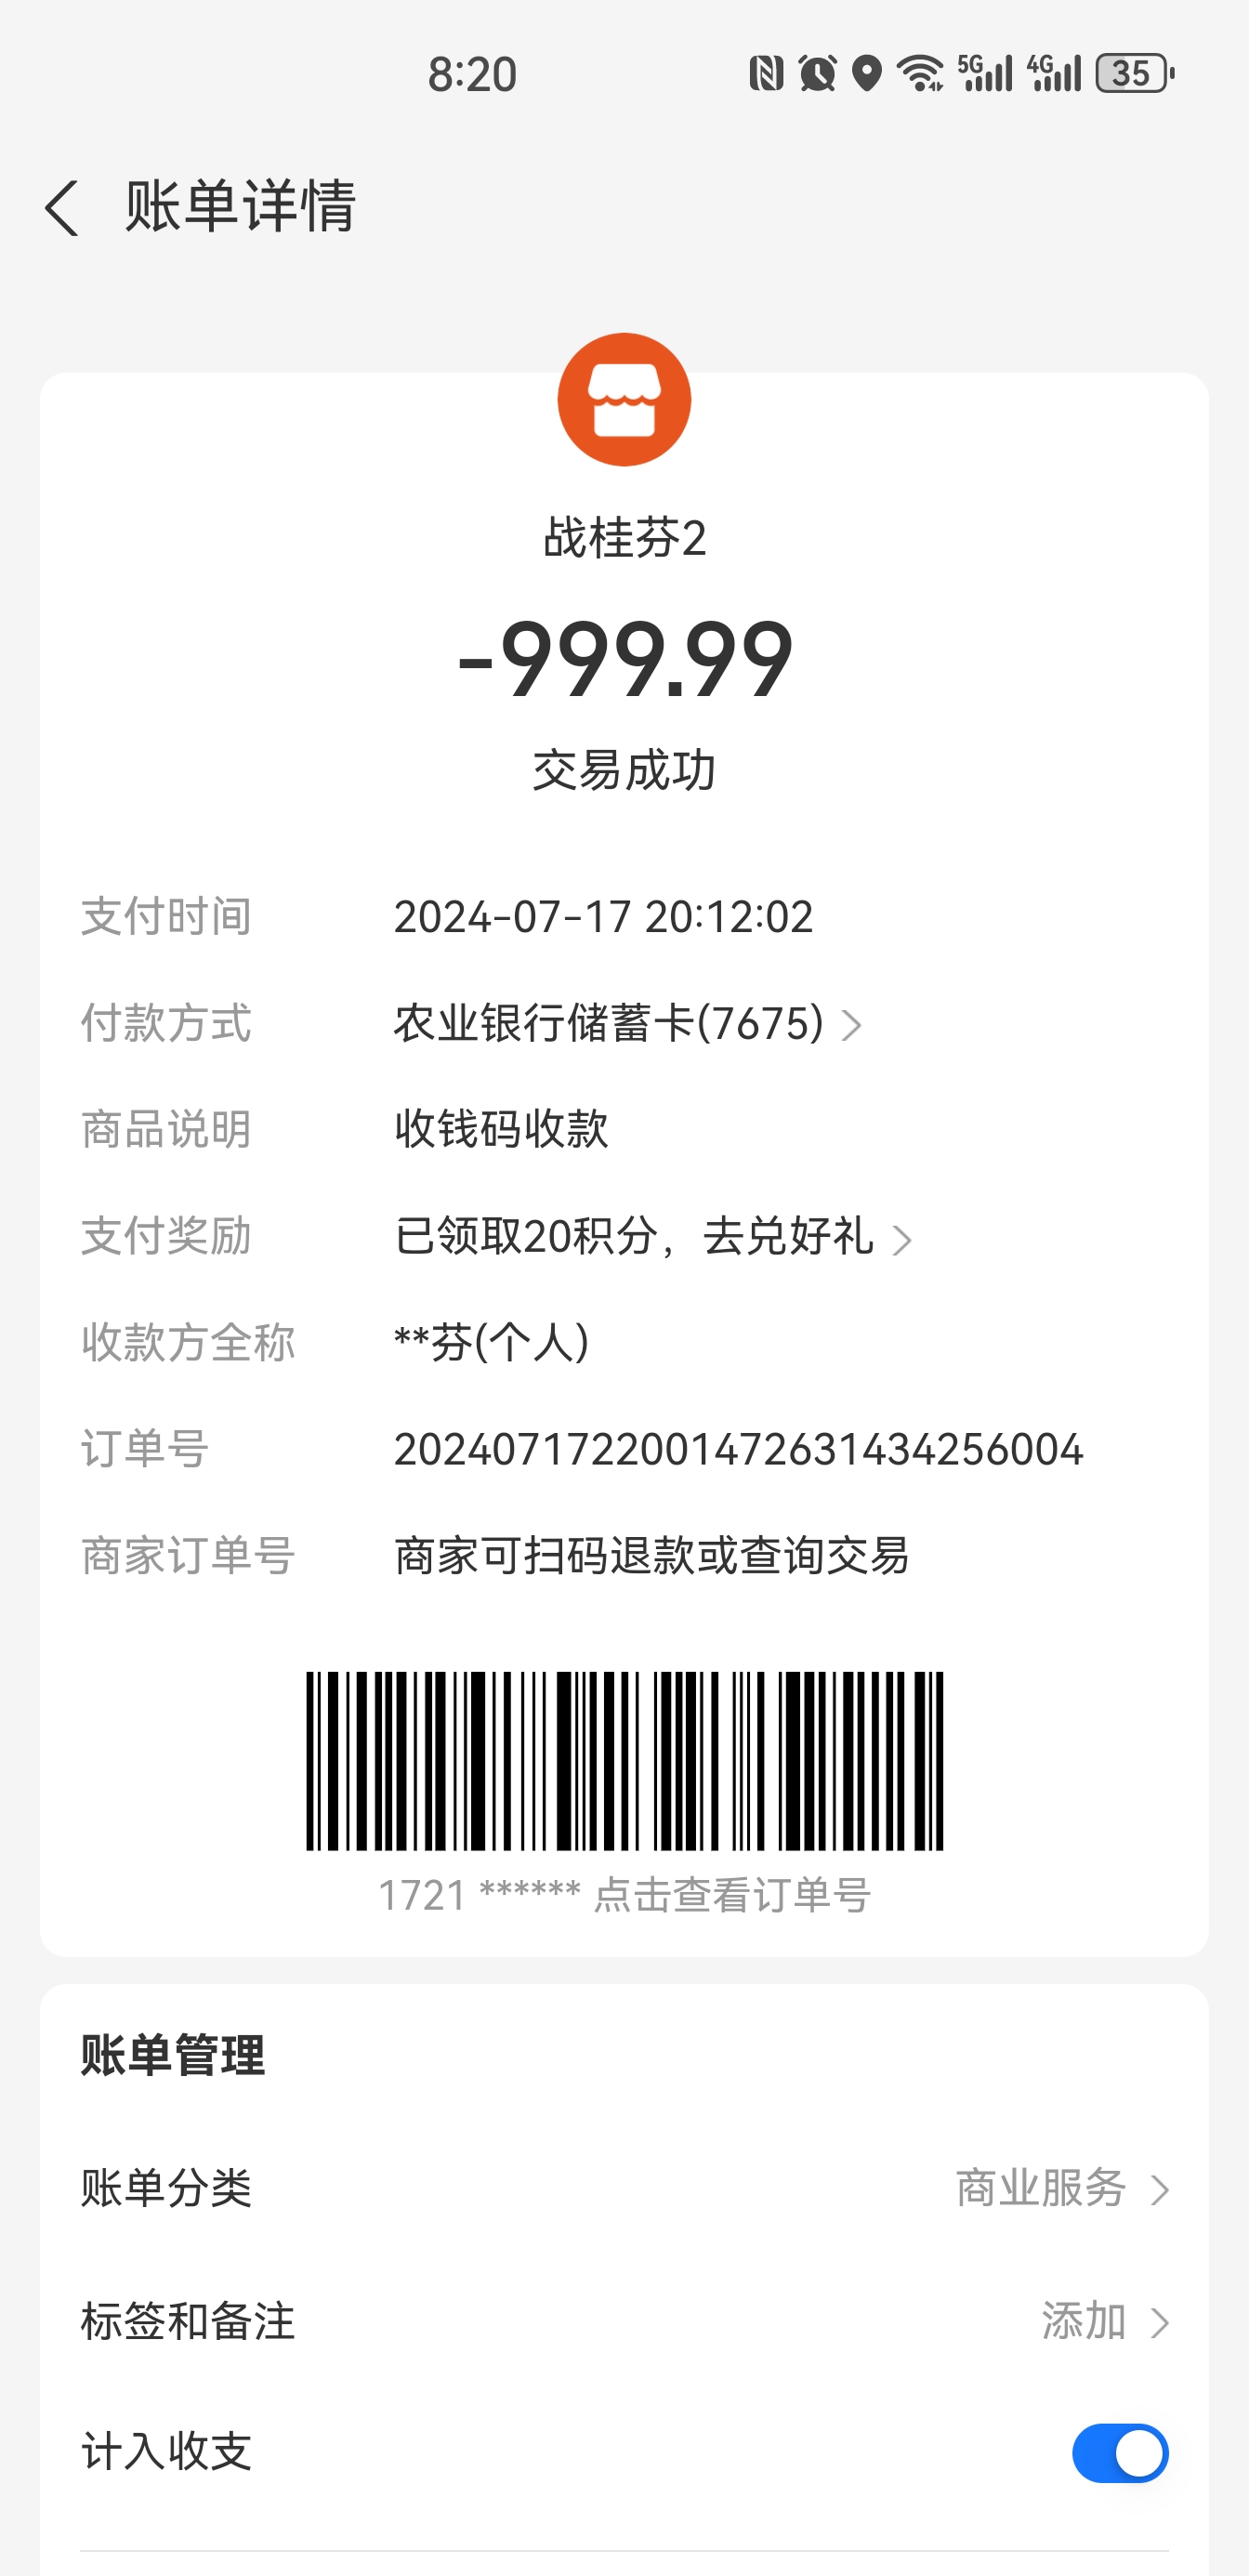 8:20
5G 4G 35
账单详情
战桂芬2
-999.99
交易成功
支付时间 2024-07-17 20:12:02
付款方式 农业银行储蓄卡(7675)
商品说明 收钱码收款
支付奖励 已领取20积分，去兑好礼
收款方全称 **芬(个人)
订单号 2024071722001472631434256004
商家订单号 商家可扫码退款或查询交易
1721 ****** 点击查看订单号
账单管理
账单分类 商业服务
标签和备注 添加
计入收支